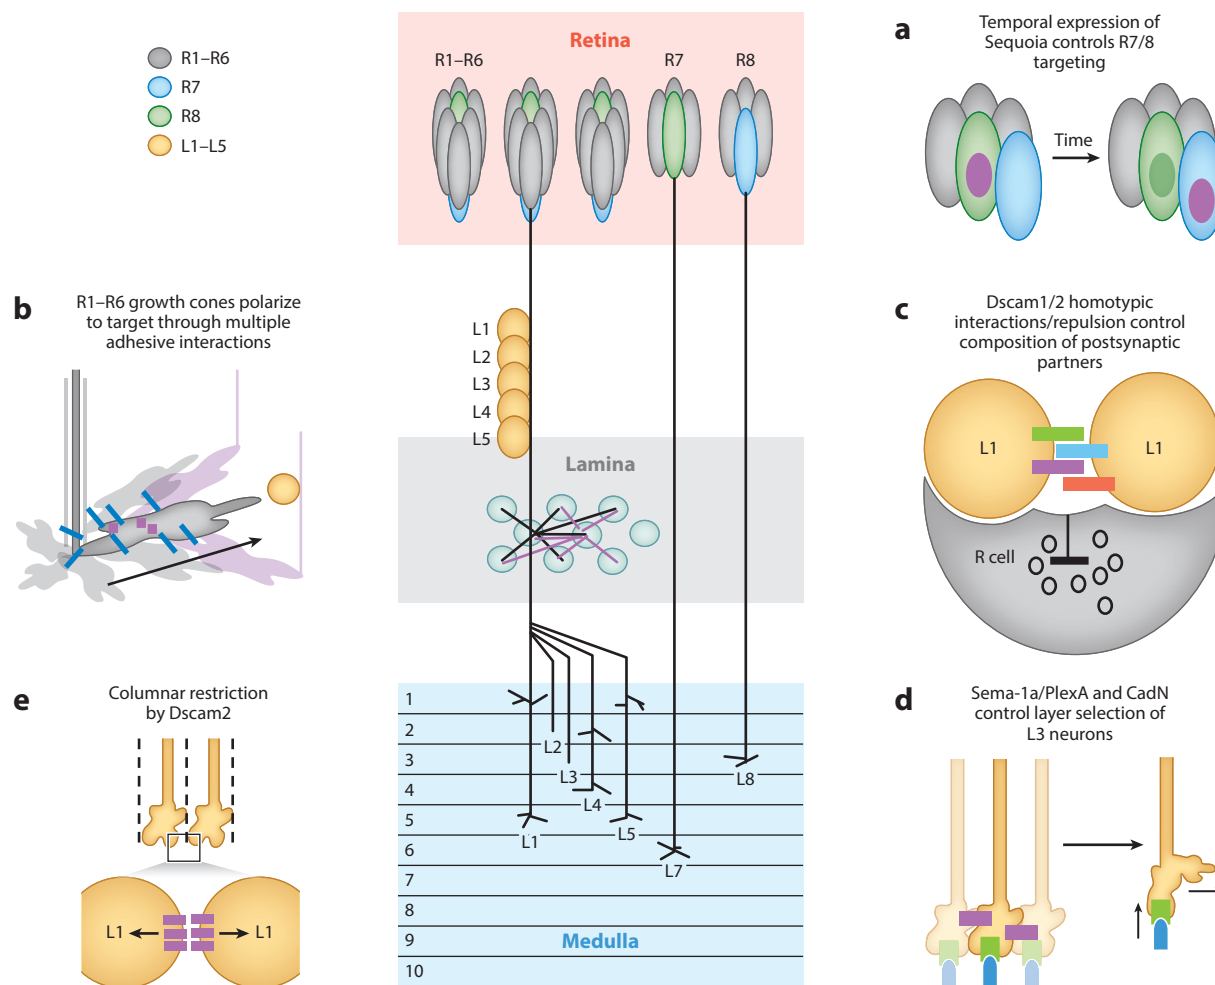 R1–R6
R7
R8
L1–L5
Retina
R1–R6
R7
R8
a
Temporal expression of
Sequoia controls R7/8
targeting
Time
b
R1–R6 growth cones polarize
to target through multiple
adhesive interactions
L1
L2
L3
L4
L5
Lamina
c
Dscam1/2 homotypic
interactions/repulsion control
composition of postsynaptic
partners
L1
L1
R cell
e
Columnar restriction
by Dscam2
L1
L1
1
2
3
4
5
6
7
8
9
10
L2
L3
L8
L4
L5
L1
L7
Medulla
d
Sema-1a/PlexA and CadN
control layer selection of
L3 neurons